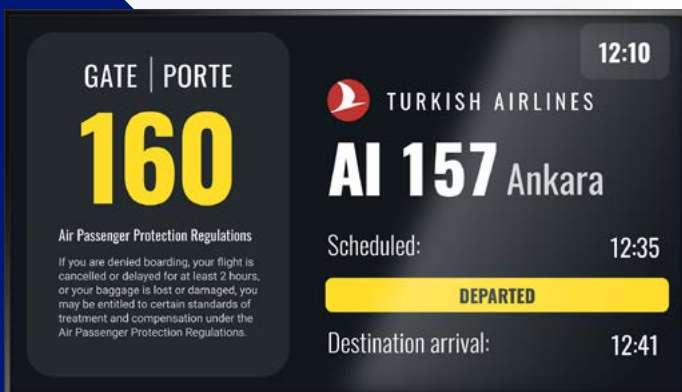 GATE | PORTE
160
Air Passenger Protection Regulations
If you are denied boarding, your flight is
cancelled or delayed for at least 2 hours,
or your baggage is lost or damaged, you
may be entitled to certain standards of
treatment and compensation under the
Air Passenger Protection Regulations.
12:10
TURKISH AIRLINES
AI 157 Ankara
Scheduled: 12:35
DEPARTED
Destination arrival: 12:41